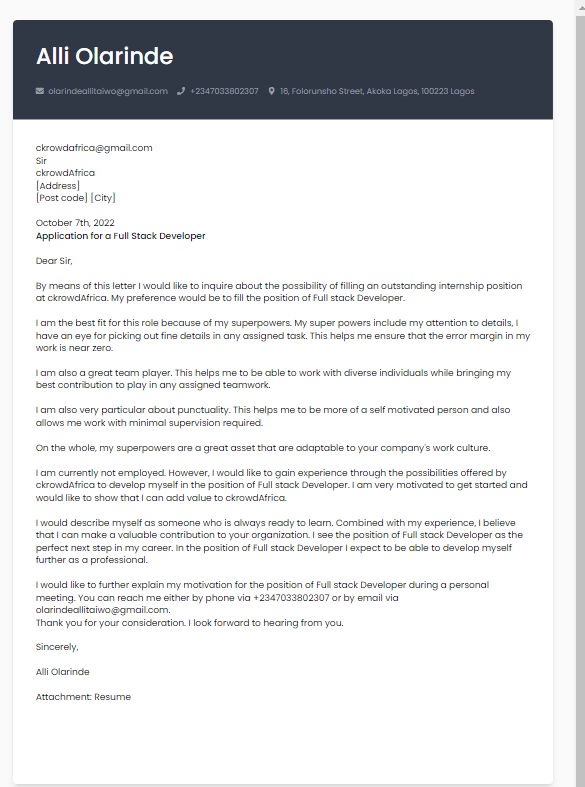 Alli Olarinde
olarindeallitaiwo@gmail.com +2347033802307 16, Folorunsho Street, Akoka Lagos, 100223 Lagos
ckrowdafrica@gmail.com
Sir
ckrowdAfrica
[Address]
[Post code] [City]
October 7th, 2022
Application for a Full Stack Developer
Dear Sir,
By means of this letter I would like to inquire about the possibility of filling an outstanding internship position
at ckrowdAfrica. My preference would be to fill the position of Full stack Developer.
I am the best fit for this role because of my superpowers. My super powers include my attention to details, I
have an eye for picking out fine details in any assigned task. This helps me ensure that the error margin in my
work is near zero.
I am also a great team player. This helps me to be able to work with diverse individuals while bringing my
best contribution to play in any assigned teamwork.
I am also very particular about punctuality. This helps me to be more of a self motivated person and also
allows me work with minimal supervision required.
On the whole, my superpowers are a great asset that are adaptable to your company's work culture.
I am currently not employed. However, I would like to gain experience through the possibilities offered by
ckrowdAfrica to develop myself in the position of Full stack Developer. I am very motivated to get started and
would like to show that I can add value to ckrowdAfrica.
I would describe myself as someone who is always ready to learn. Combined with my experience, I believe
that I can make a valuable contribution to your organization. I see the position of Full stack Developer as the
perfect next step in my career. In the position of Full stack Developer I expect to be able to develop myself
further as a professional.
I would like to further explain my motivation for the position of Full stack Developer during a personal
meeting. You can reach me either by phone via +2347033802307 or by email via
olarindeallitaiwo@gmail.com.
Thank you for your consideration. I look forward to hearing from you.
Sincerely,
Alli Olarinde
Attachment: Resume